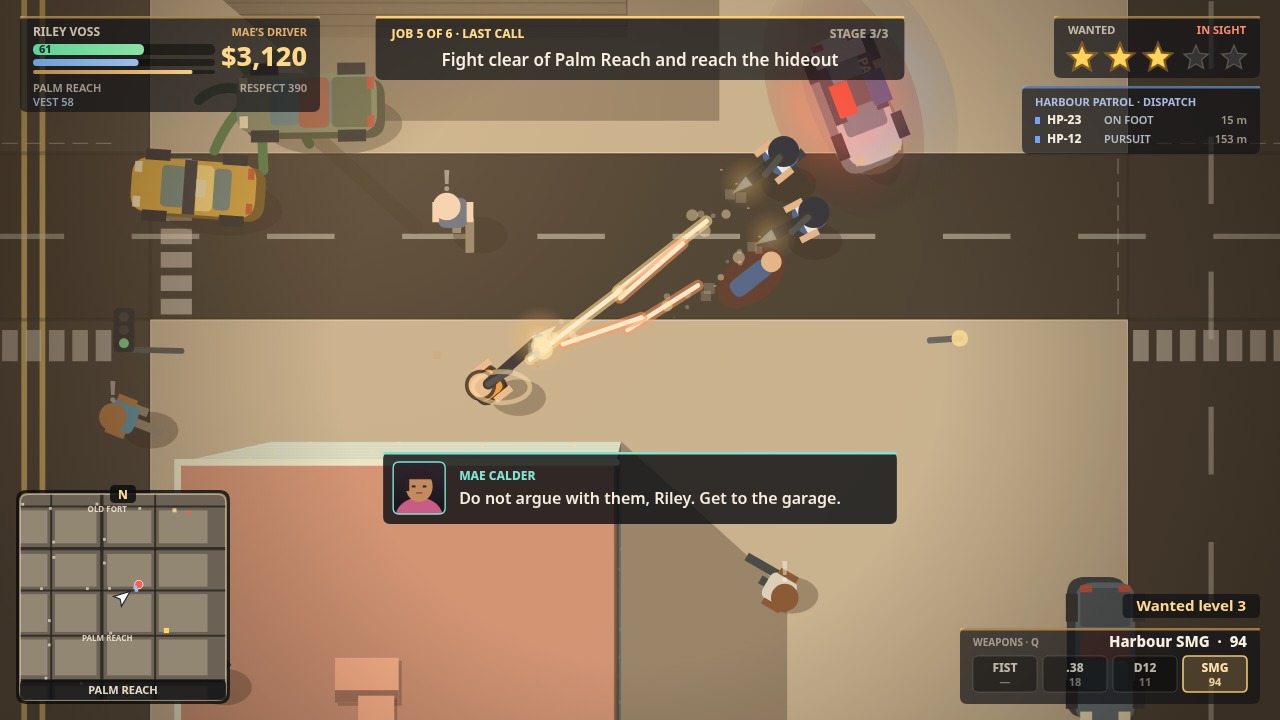 RILEY VOSS
MAE'S DRIVER
61
$3,120
PALM REACH
RESPECT 390
VEST 58
JOB 5 OF 6 · LAST CALL
STAGE 3/3
Fight clear of Palm Reach and reach the hideout
WANTED
IN SIGHT
HARBOUR PATROL · DISPATCH
HP-23 ON FOOT 15 m
HP-12 PURSUIT 153 m
MAE CALDER
Do not argue with them, Riley. Get to the garage.
N
OLD FORT
PALM REACH
PALM REACH
Wanted level 3
WEAPONS · Q
Harbour SMG · 94
FIST .38 D12 SMG
— 18 11 94